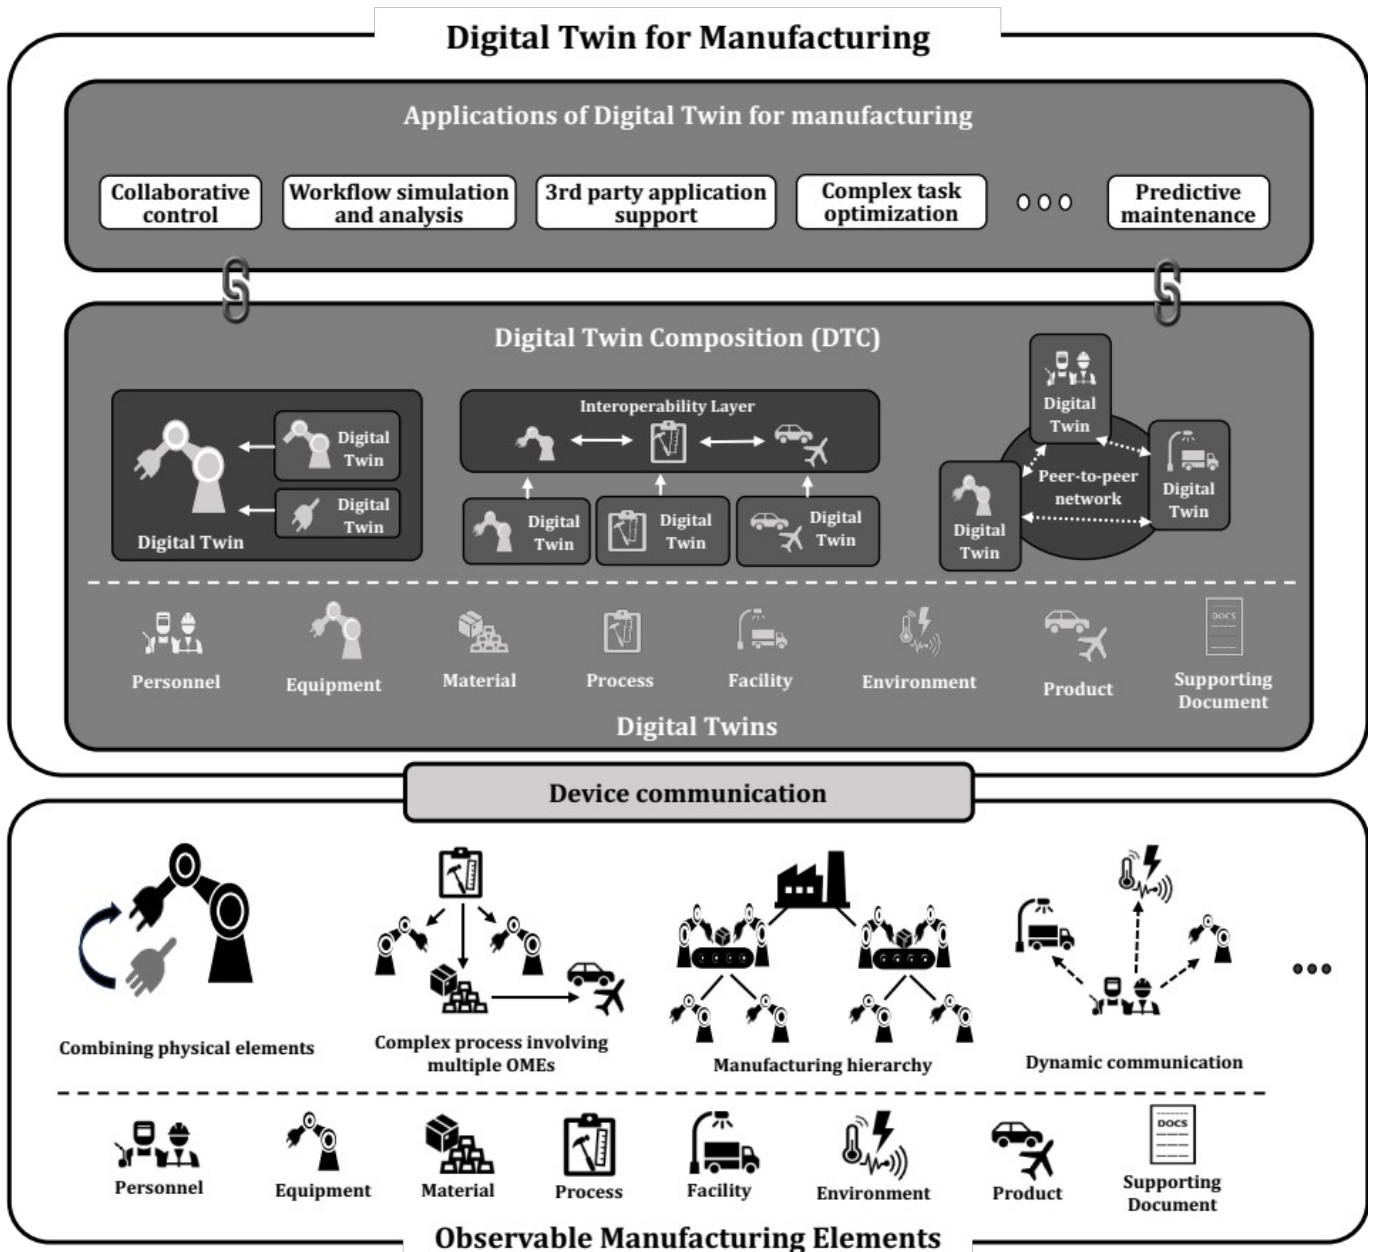 Digital Twin for Manufacturing
Applications of Digital Twin for manufacturing
Collaborative
control
Workflow simulation
and analysis
3rd party application
support
Complex task
optimization
Predictive
maintenance
Digital Twin Composition (DTC)
Digital
Twin
Digital
Twin
Digital Twin
Interoperability Layer
Digital
Twin
Digital
Twin
Digital
Twin
Digital
Twin
Peer-to-peer
network
Digital
Twin
Digital
Twin
Personnel
Equipment
Material
Process
Facility
Environment
Product
DOCS
Supporting
Document
Digital Twins
Device communication
Combining physical elements
Complex process involving
multiple OMEs
Manufacturing hierarchy
Dynamic communication
Personnel
Equipment
Material
Process
Facility
Environment
Product
DOCS
Supporting
Document
Observable Manufacturing Elements